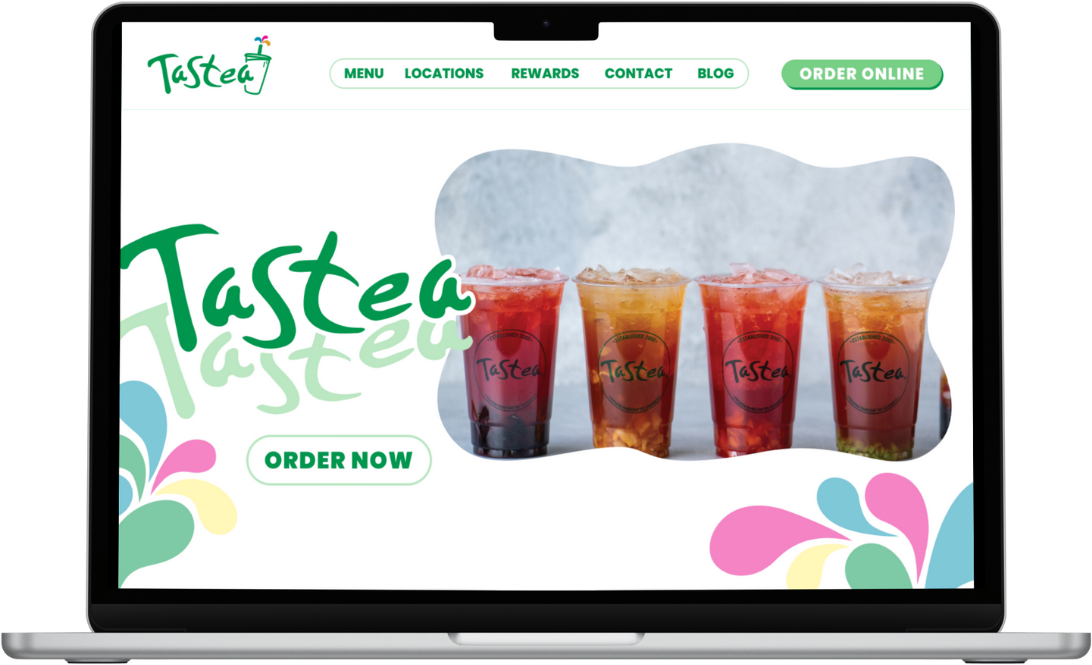 Tastea
MENU LOCATIONS REWARDS CONTACT BLOG
ORDER ONLINE
Tastea
Tastea
ORDER NOW
Tastea Tastea Tastea Tastea